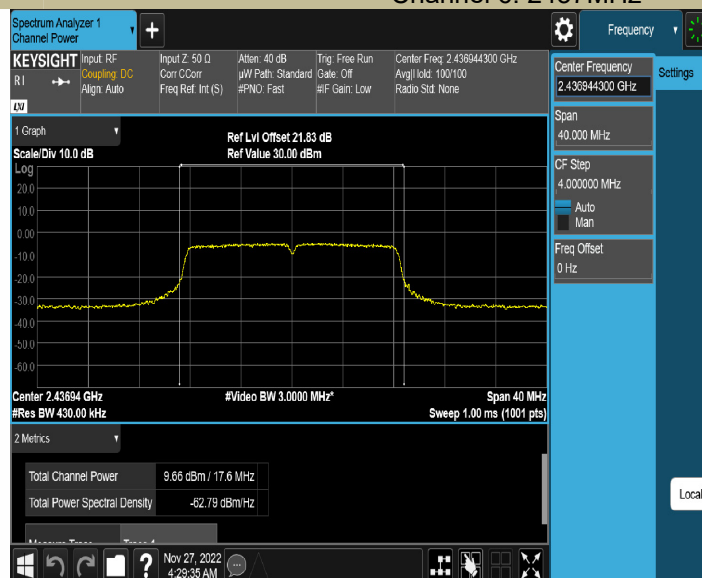 Spectrum Analyzer 1
Channel Power
+
Frequency
KEYSIGHT
R L
LXI
Input: RF
Coupling: DC
Align: Auto
Input Z: 50 Ω
Corr CCorr
Freq Ref: Int (S)
Atten: 40 dB
µW Path: Standard
#PNO: Fast
Trig: Free Run
Gate: Off
#IF Gain: Low
Center Freq: 2.436944300 GHz
Avg|Hold: 100/100
Radio Std: None
Center Frequency
2.436944300 GHz
Settings
Span
40.000 MHz
CF Step
4.000000 MHz
Auto
Man
Freq Offset
0 Hz
1 Graph
Scale/Div 10.0 dB
Ref Lvl Offset 21.83 dB
Ref Value 30.00 dBm
Log
20.0
10.0
0.00
-10.0
-20.0
-30.0
-40.0
-50.0
-60.0
Center 2.43694 GHz
#Video BW 3.0000 MHz*
Span 40 MHz
#Res BW 430.00 kHz
Sweep 1.00 ms (1001 pts)
2 Metrics
Total Channel Power 9.66 dBm / 17.6 MHz
Total Power Spectral Density -62.79 dBm/Hz
Local
?
Nov 27, 2022
4:29:35 AM